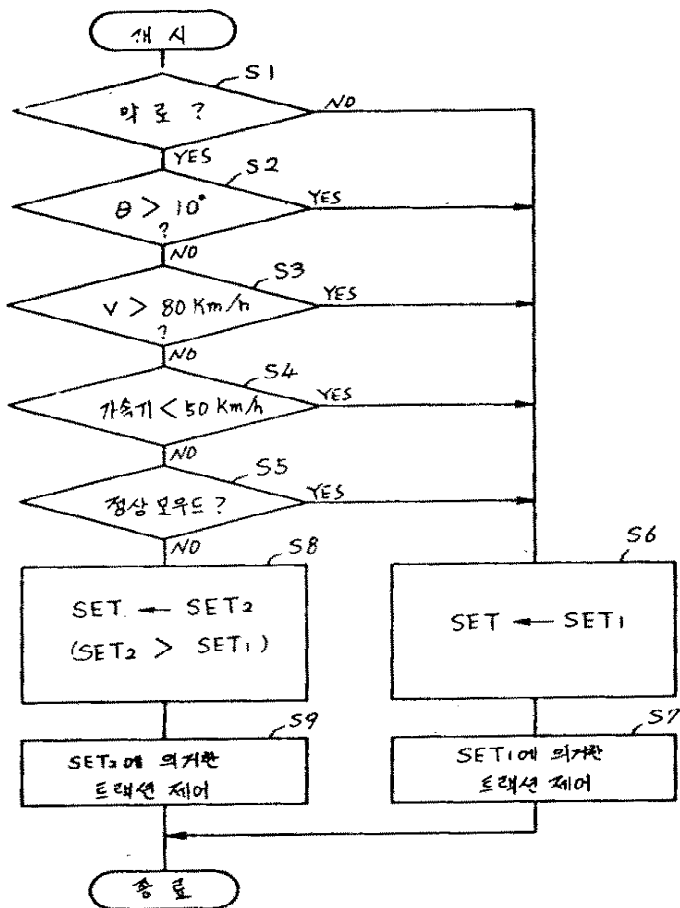 개시
S1
악로?
NO
YES
S2
θ > 10°
?
YES
NO
S3
V > 80 Km/h
?
YES
NO
S4
가속기 < 50 Km/h
YES
NO
S5
정상 모우드?
YES
NO
S8
SET ← SET2
(SET2 > SET1)
S6
SET ← SET1
S9
SET2에 의거한
트랙션 제어
S7
SET1에 의거한
트랙션 제어
종료